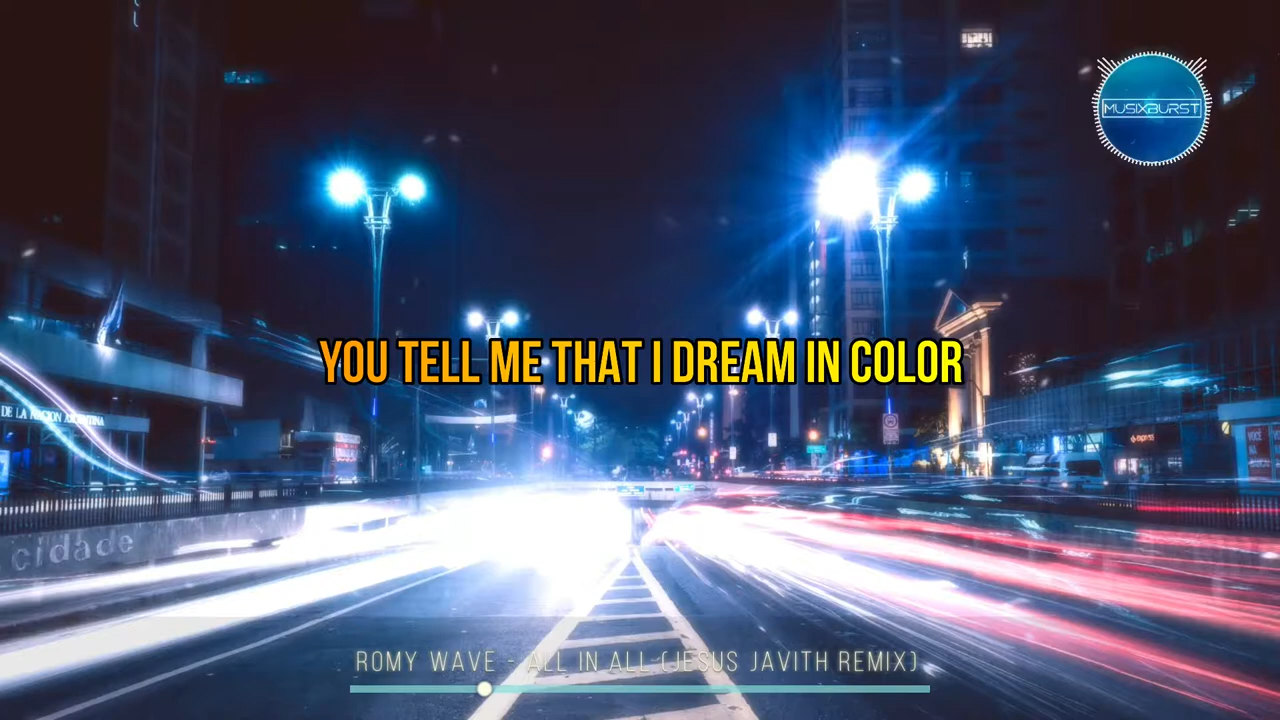 MUSIXBURST
YOU TELL ME THAT I DREAM IN COLOR
DE LA NACION ARGENTINA
cidade
ROMY WAVE - ALL IN ALL (JESUS JAVITH REMIX)